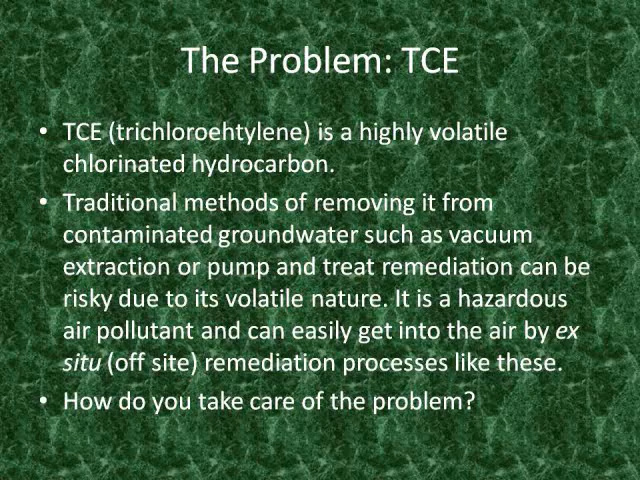 The Problem: TCE
• TCE (trichloroehtylene) is a highly volatile
chlorinated hydrocarbon.
• Traditional methods of removing it from
contaminated groundwater such as vacuum
extraction or pump and treat remediation can be
risky due to its volatile nature. It is a hazardous
air pollutant and can easily get into the air by ex
situ (off site) remediation processes like these.
• How do you take care of the problem?